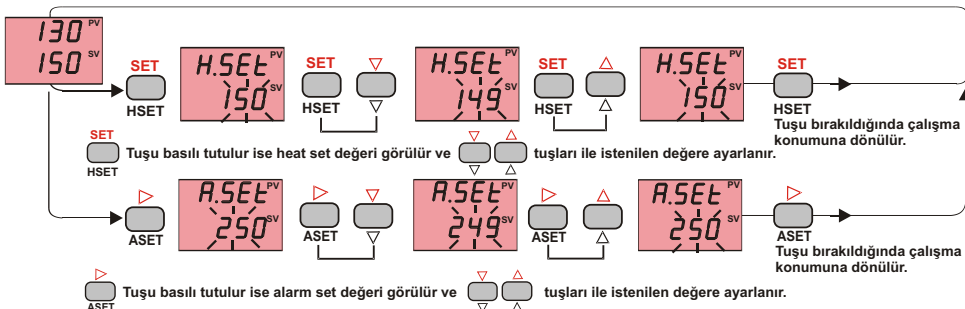 130 PV
150 SV
SET
HSET
H.SEt PV
150 SV
SET
HSET
H.SEt PV
149 SV
SET
HSET
H.SEt PV
150 SV
SET
HSET
Tuşu bırakıldığında çalışma
konumuna dönülür.
SET
HSET
Tuşu basılı tutulur ise heat set değeri görülür ve tuşları ile istenilen değere ayarlanır.
ASET
A.SEt PV
250 SV
ASET
A.SEt PV
249 SV
ASET
A.SEt PV
250 SV
ASET
Tuşu bırakıldığında çalışma
konumuna dönülür.
ASET
Tuşu basılı tutulur ise alarm set değeri görülür ve tuşları ile istenilen değere ayarlanır.